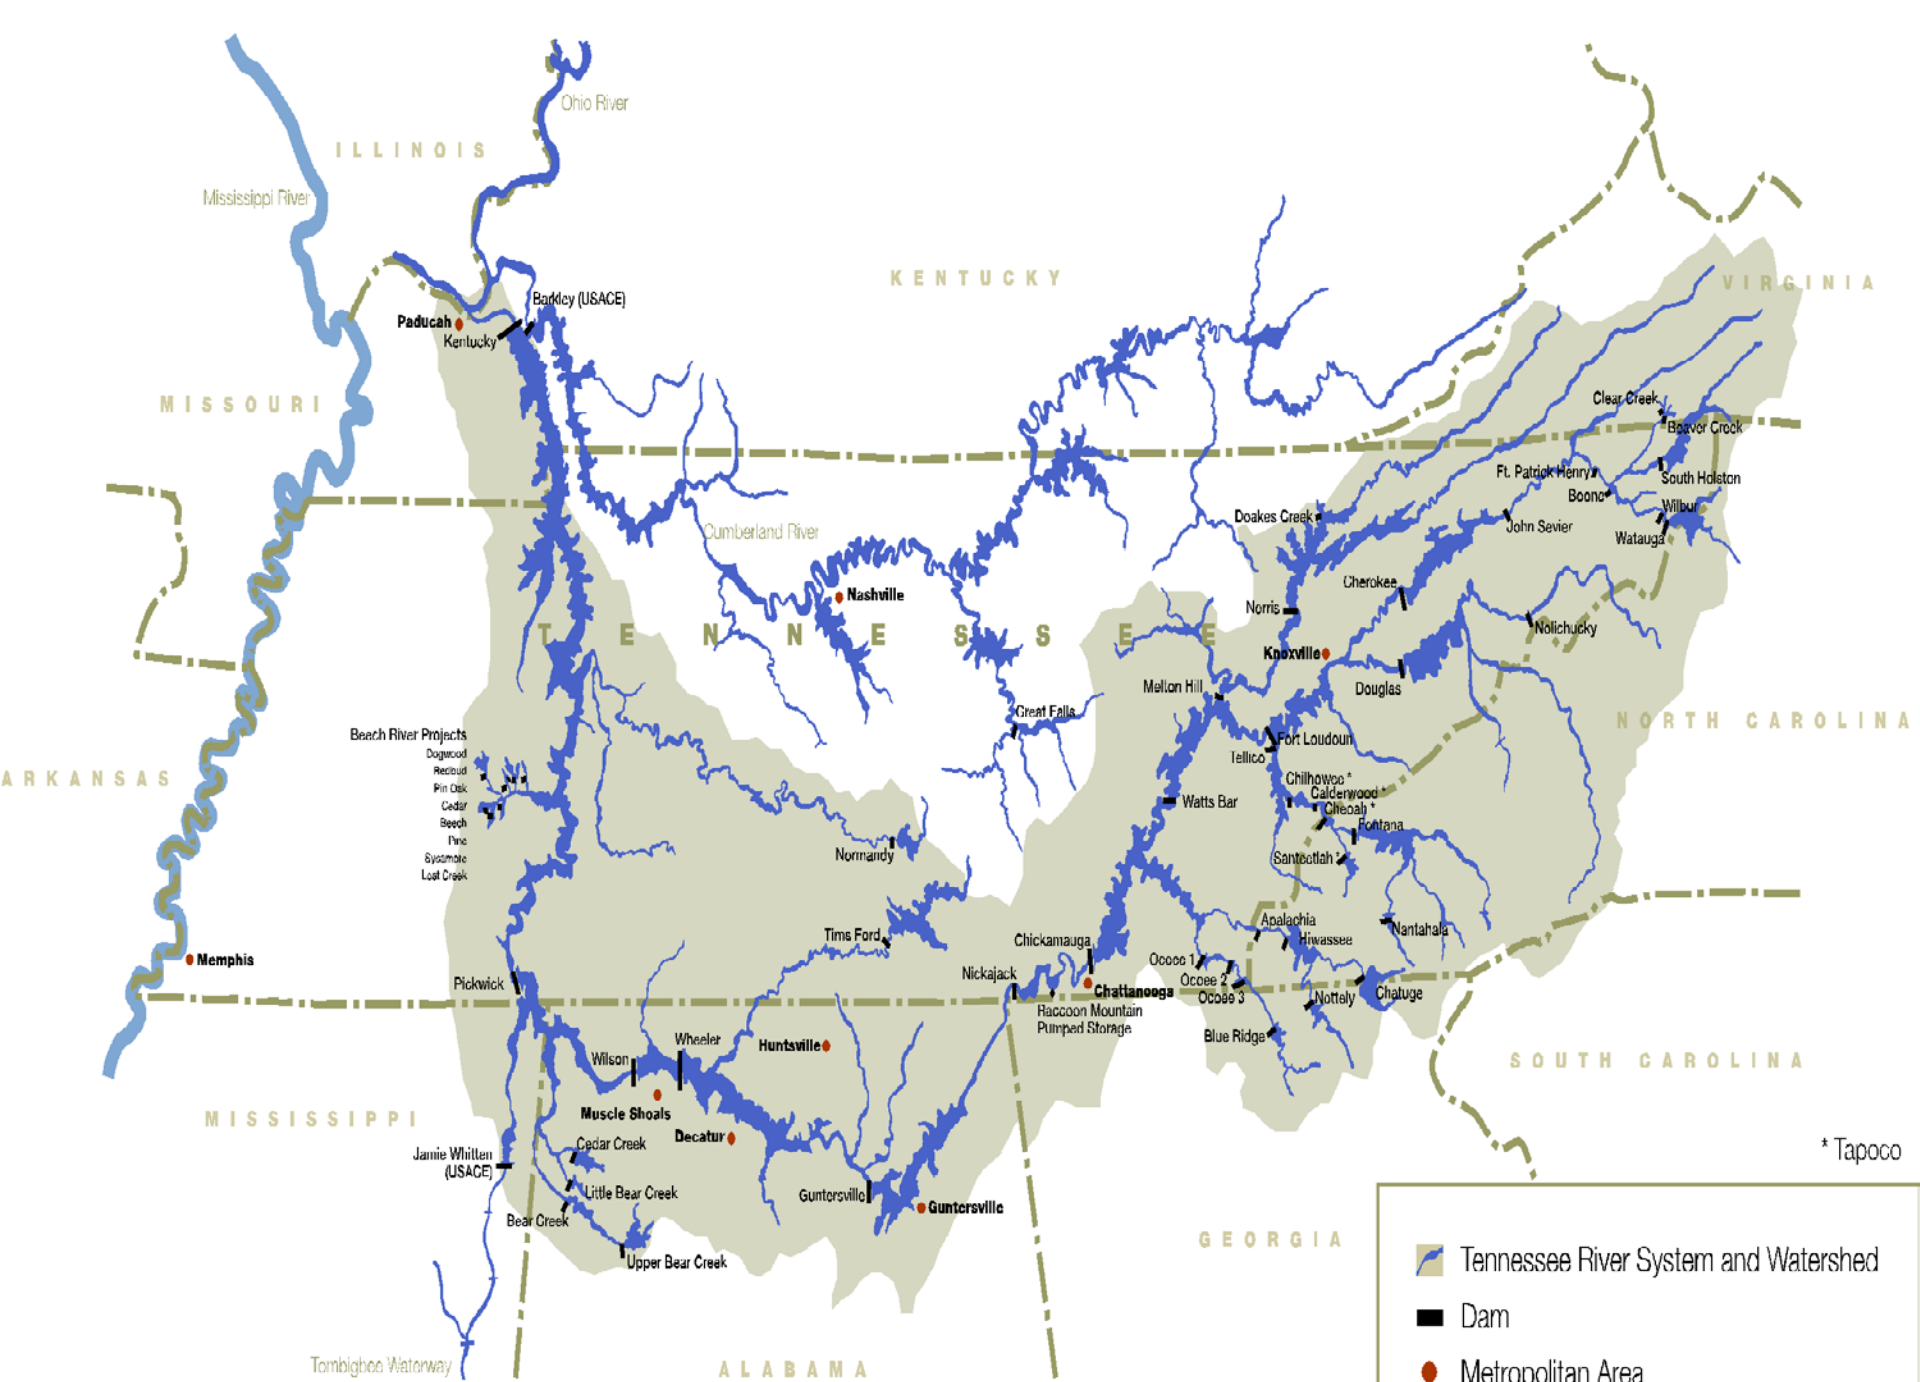 Ohio River
ILLINOIS
Mississippi River
KENTUCKY
VIRGINIA
Barkley (USACE)
Paducah
Kentucky
MISSOURI
Clear Creek
Beaver Creek
Ft. Patrick Henry
South Holston
Boone
Wilbur
Doakes Creek
John Sevier
Watauga
Cumberland River
Cherokee
Nashville
Norris
Nolichucky
TENNESSEE
Knoxville
Melton Hill
Douglas
Great Falls
NORTH CAROLINA
Beech River Projects
Dogwood
Redbud
Pin Oak
Cedar
Beech
Pine
Sycamore
Lost Creek
Fort Loudoun
Tellico
ARKANSAS
Chilhowee *
Calderwood *
Watts Bar
Cheoah *
Fontana
Normandy
Santeetlah *
Apalachia
Nantahala
Tims Ford
Chickamauga
Hiwassee
Memphis
Ocoee 1
Nickajack
Ocoee 2
Pickwick
Chattanooga
Ocoee 3
Nottely
Chatuge
Raccoon Mountain
Pumped Storage
Blue Ridge
Wheeler
Huntsville
Wilson
SOUTH CAROLINA
Muscle Shoals
MISSISSIPPI
Decatur
Cedar Creek
Jamie Whitten
(USACE)
* Tapoco
Little Bear Creek
Guntersville
Guntersville
Bear Creek
GEORGIA
Upper Bear Creek
Tennessee River System and Watershed
Dam
Tombigbee Waterway
ALABAMA
Metropolitan Area